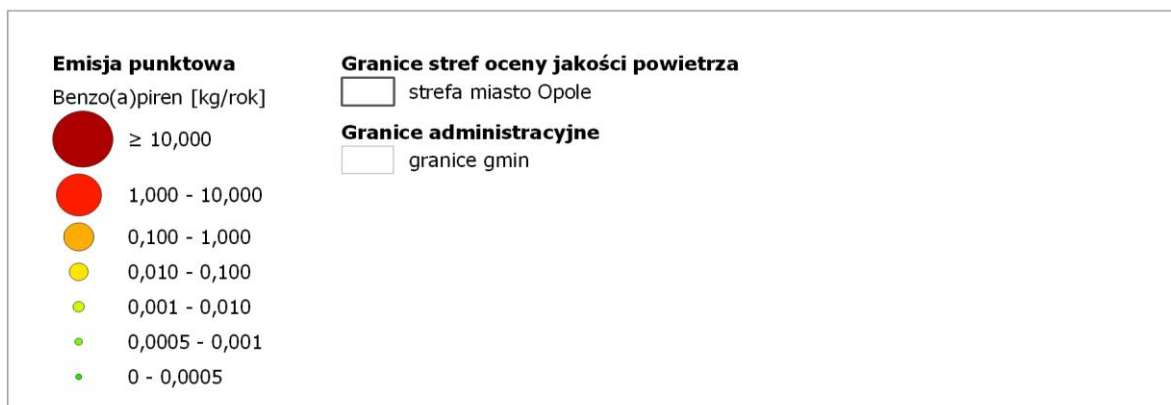 Emisja punktowa
Benzo(a)piren [kg/rok]
≥ 10,000
1,000 - 10,000
0,100 - 1,000
0,010 - 0,100
0,001 - 0,010
0,0005 - 0,001
0 - 0,0005
Granice stref oceny jakości powietrza
strefa miasto Opole
Granice administracyjne
granice gmin